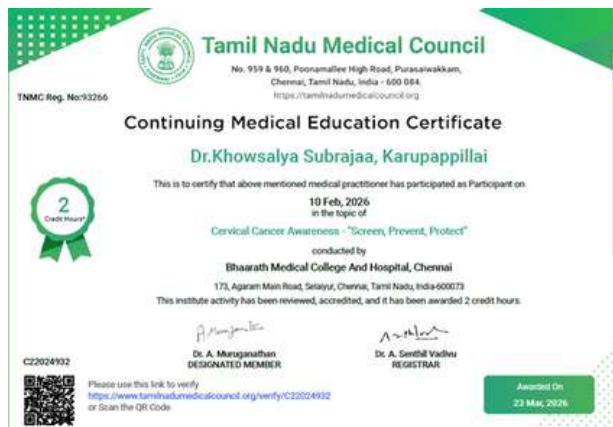 Tamil Nadu Medical Council
No. 959 & 960, Poonamallee High Road, Purasaiwakkam,
Chennai, Tamil Nadu, India - 600 084.
https://tamilnadumedicalcouncil.org
TNMC Reg. No:93266
Continuing Medical Education Certificate
Dr.Khowsalya Subrajaa, Karupappillai
This is to certify that above mentioned medical practitioner has participated as Participant on
10 Feb, 2026
in the topic of
2
Credit Hours*
Cervical Cancer Awareness - "Screen, Prevent, Protect"
conducted by
Bhaarath Medical College And Hospital, Chennai
173, Agaram Main Road, Selaiyur, Chennai, Tamil Nadu, India-600073
This institute activity has been reviewed, accredited, and it has been awarded 2 credit hours.
Dr. A. Muruganathan
DESIGNATED MEMBER
Dr. A. Senthil Vadivu
REGISTRAR
C22024932
Please use this link to verify
https://www.tamilnadumedicalcouncil.org/verify/C22024932
or Scan the QR Code
Awarded On
23 Mar, 2026